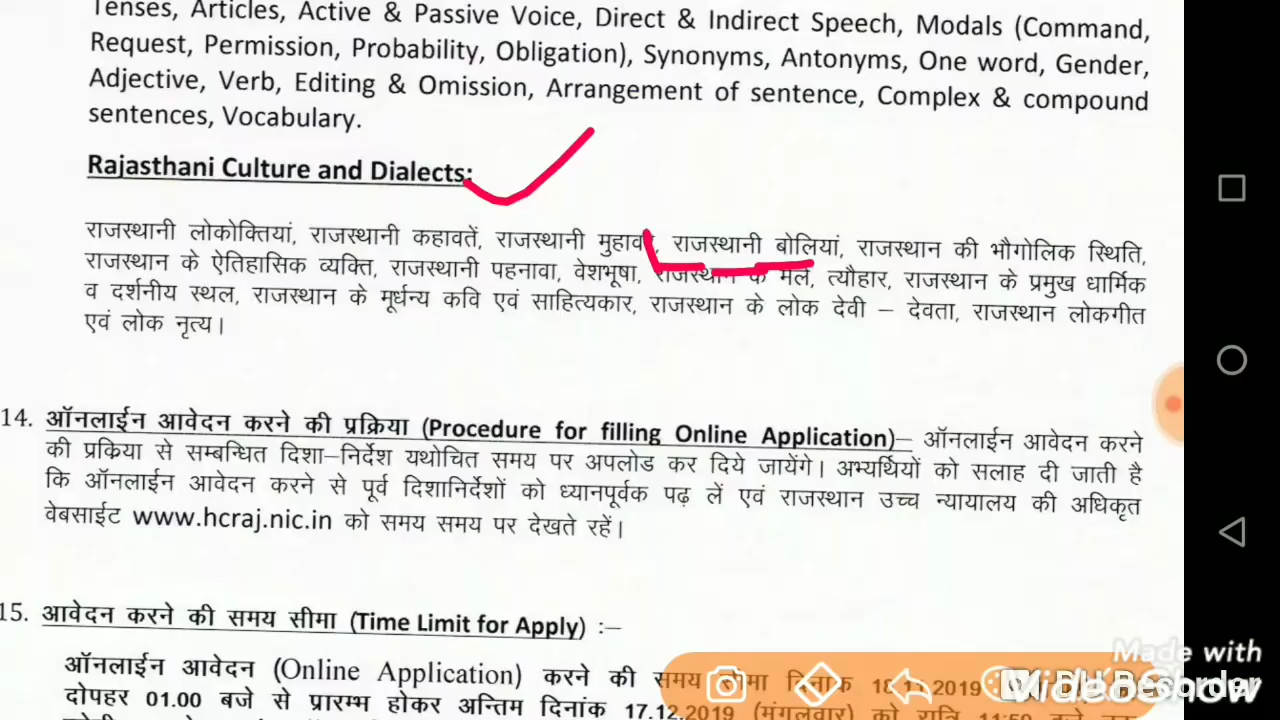 Tenses, Articles, Active & Passive Voice, Direct & Indirect Speech, Modals (Command,
Request, Permission, Probability, Obligation), Synonyms, Antonyms, One word, Gender,
Adjective, Verb, Editing & Omission, Arrangement of sentence, Complex & compound
sentences, Vocabulary.
Rajasthani Culture and Dialects:
राजस्थानी लोकोक्तियां, राजस्थानी कहावतें, राजस्थानी मुहावरे, राजस्थानी बोलियां, राजस्थान की भौगोलिक स्थिति,
राजस्थान के ऐतिहासिक व्यक्ति, राजस्थानी पहनावा, वेशभूषा, राजस्थान के मेले, त्यौहार, राजस्थान के प्रमुख धार्मिक
व दर्शनीय स्थल, राजस्थान के मूर्धन्य कवि एवं साहित्यकार, राजस्थान के लोक देवी – देवता, राजस्थान लोकगीत
एवं लोक नृत्य।
14. ऑनलाईन आवेदन करने की प्रक्रिया (Procedure for filling Online Application)– ऑनलाईन आवेदन करने
की प्रक्रिया से सम्बन्धित दिशा–निर्देश यथोचित समय पर अपलोड कर दिये जायेंगे। अभ्यर्थियों को सलाह दी जाती है
कि ऑनलाईन आवेदन करने से पूर्व दिशानिर्देशों को ध्यानपूर्वक पढ़ लें एवं राजस्थान उच्च न्यायालय की अधिकृत
वेबसाईट www.hcraj.nic.in को समय समय पर देखते रहें।
15. आवेदन करने की समय सीमा (Time Limit for Apply) :–
ऑनलाईन आवेदन (Online Application) करने की समय सीमा दिनांक 2019
दोपहर 01.00 बजे से प्रारम्भ होकर अन्तिम दिनांक 17.12.2019 (मंगलवार) को रात्रि
Made with